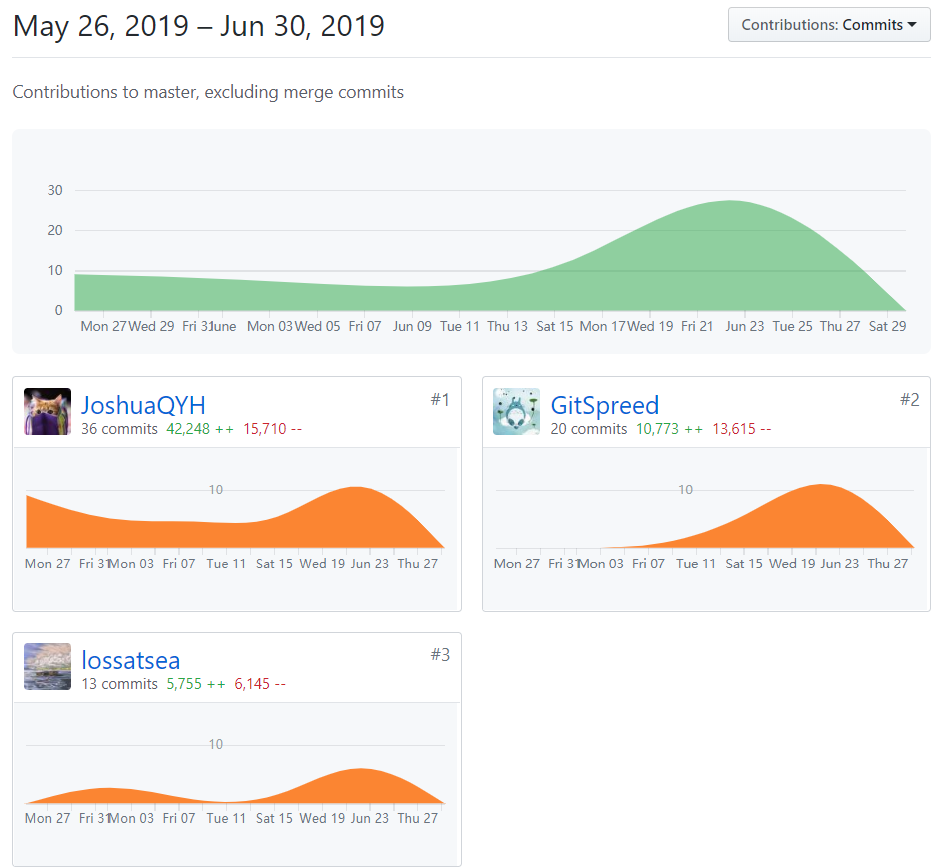 May 26, 2019 – Jun 30, 2019
Contributions: Commits
Contributions to master, excluding merge commits
30
20
10
0
Mon 27 Wed 29 Fri 31 June Mon 03 Wed 05 Fri 07 Jun 09 Tue 11 Thu 13 Sat 15 Mon 17 Wed 19 Fri 21 Jun 23 Tue 25 Thu 27 Sat 29
JoshuaQYH #1
36 commits 42,248 ++ 15,710 --
10
Mon 27 Fri 31 Mon 03 Fri 07 Tue 11 Sat 15 Wed 19 Jun 23 Thu 27
GitSpreed #2
20 commits 10,773 ++ 13,615 --
10
Mon 27 Fri 31 Mon 03 Fri 07 Tue 11 Sat 15 Wed 19 Jun 23 Thu 27
lossatsea #3
13 commits 5,755 ++ 6,145 --
10
Mon 27 Fri 31 Mon 03 Fri 07 Tue 11 Sat 15 Wed 19 Jun 23 Thu 27